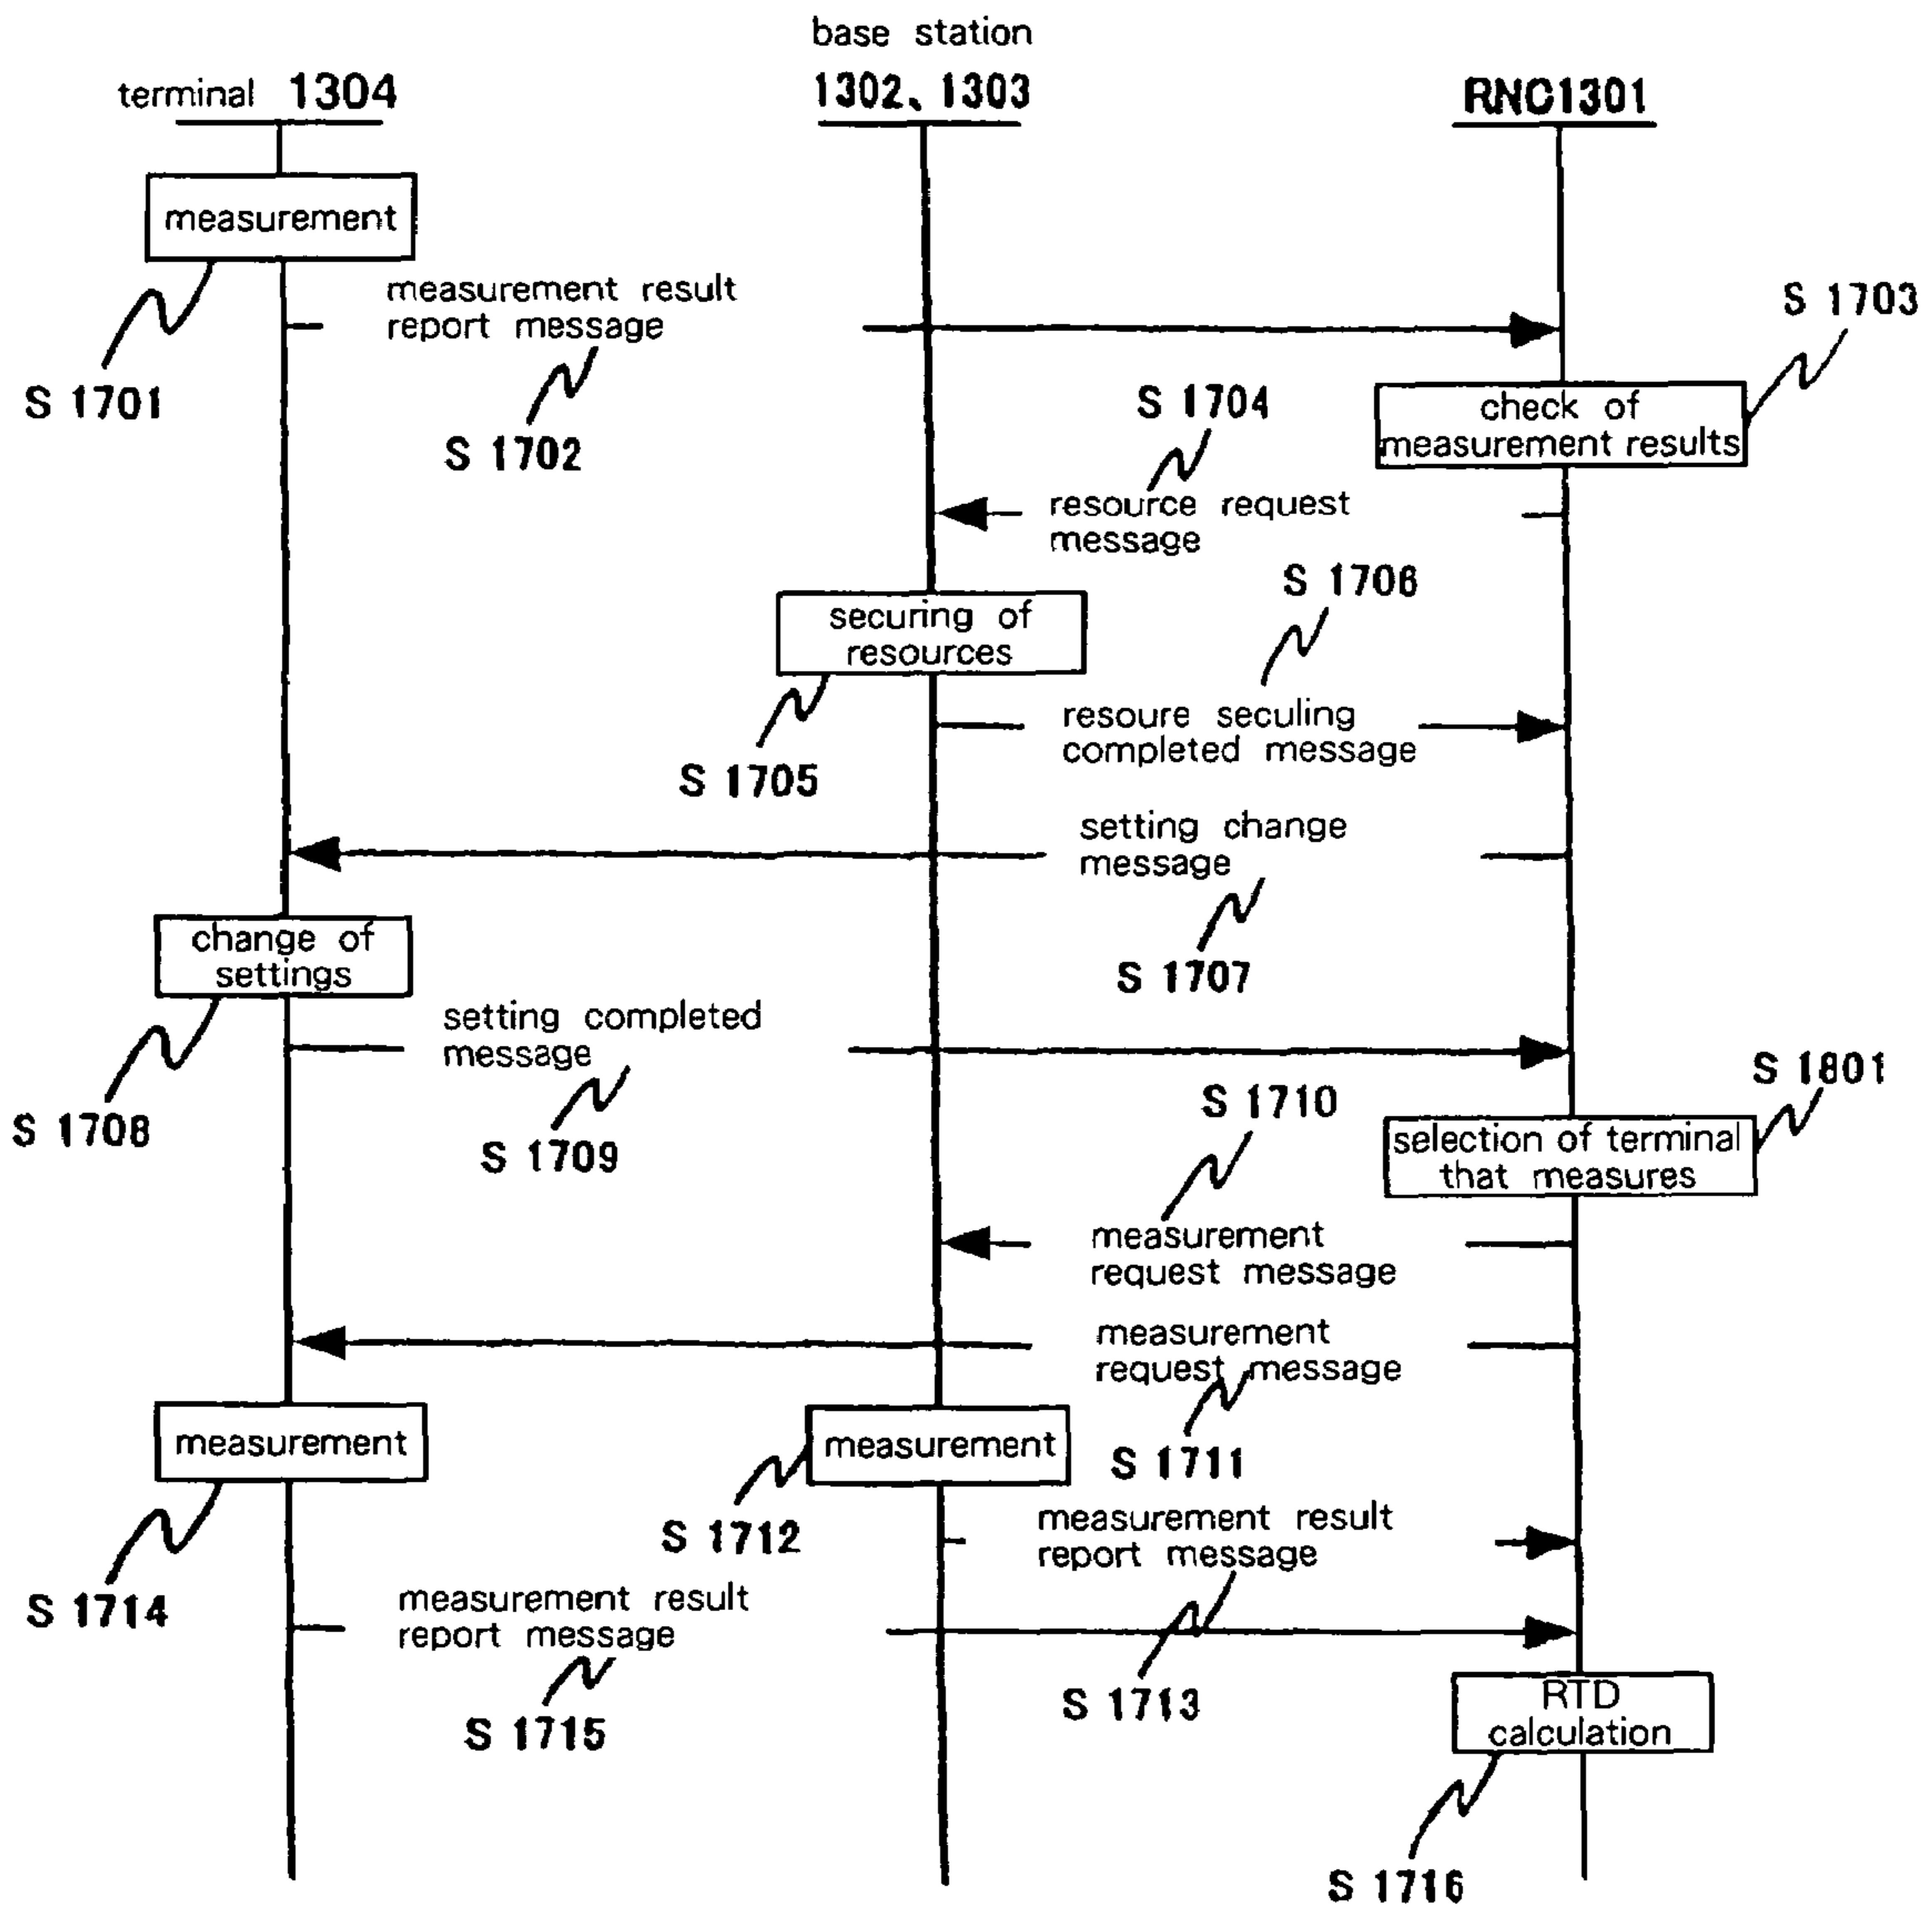 base station
terminal 1304
1302、1303
RNC1301
measurement
measurement result
report message
S 1701
S 1702
S 1703
check of
measurement results
S 1704
resource request
message
securing of
resources
S 1705
S 1706
resoure seculing
completed message
setting change
message
S 1707
change of
settings
S 1708
setting completed
message
S 1709
S 1801
selection of terminal
that measures
S 1710
measurement
request message
measurement
request message
S 1711
measurement
S 1714
measurement
S 1712
measurement result
report message
S 1713
measurement result
report message
S 1715
RTD
calculation
S 1716